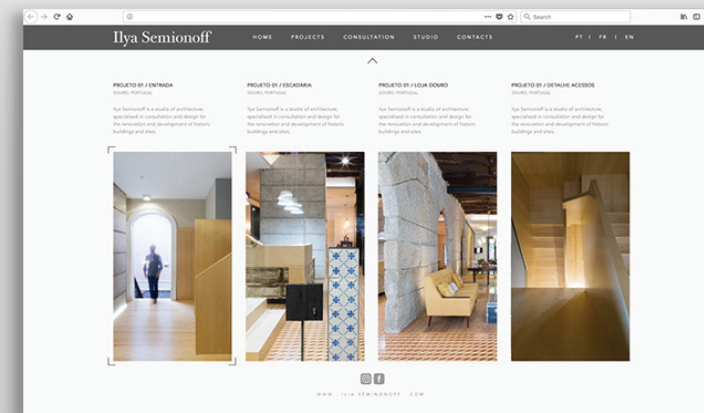 Search
Ilya Semionoff
HOME PROJECTS CONSULTATION STUDIO CONTACTS
PT | FR | EN
PROJETO 01 / ENTRADA
DOURO, PORTUGAL
Ilya Semionoff is a studio of architecture,
specialised in consultation and design for
the renovation and development of historic
buildings and sites.
PROJETO 01 / ESCADARIA
DOURO, PORTUGAL
Ilya Semionoff is a studio of architecture,
specialised in consultation and design for
the renovation and development of historic
buildings and sites.
PROJETO 01 / LOJA DOURO
DOURO, PORTUGAL
Ilya Semionoff is a studio of architecture,
specialised in consultation and design for
the renovation and development of historic
buildings and sites.
PROJETO 01 / DETALHE ACESSOS
DOURO, PORTUGAL
Ilya Semionoff is a studio of architecture,
specialised in consultation and design for
the renovation and development of historic
buildings and sites.
WWW ILIA SEMINONOFF COM